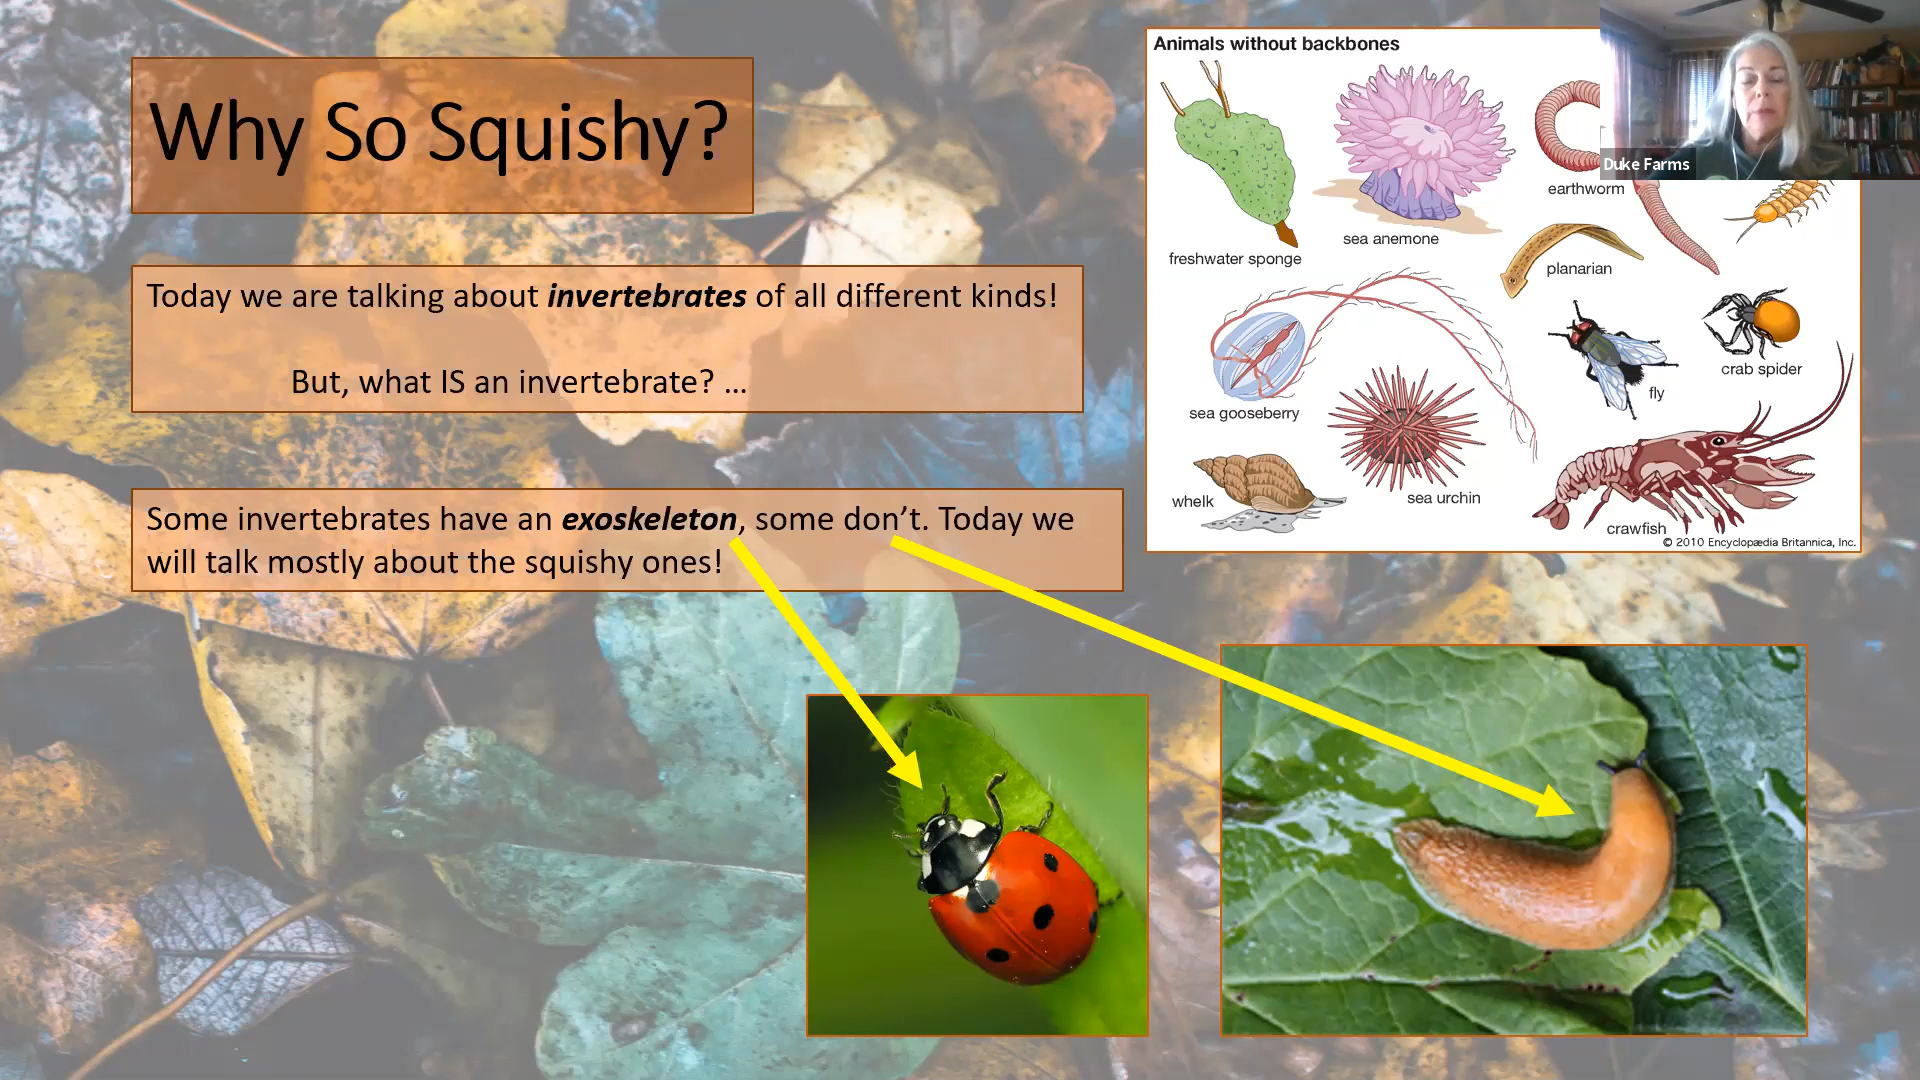 Why So Squishy?
Today we are talking about invertebrates of all different kinds!
But, what IS an invertebrate? ...
Some invertebrates have an exoskeleton, some don't. Today we
will talk mostly about the squishy ones!
Animals without backbones
freshwater sponge
sea anemone
earthworm
planarian
sea gooseberry
fly
crab spider
whelk
sea urchin
crawfish
© 2010 Encyclopædia Britannica, Inc.
Duke Farms